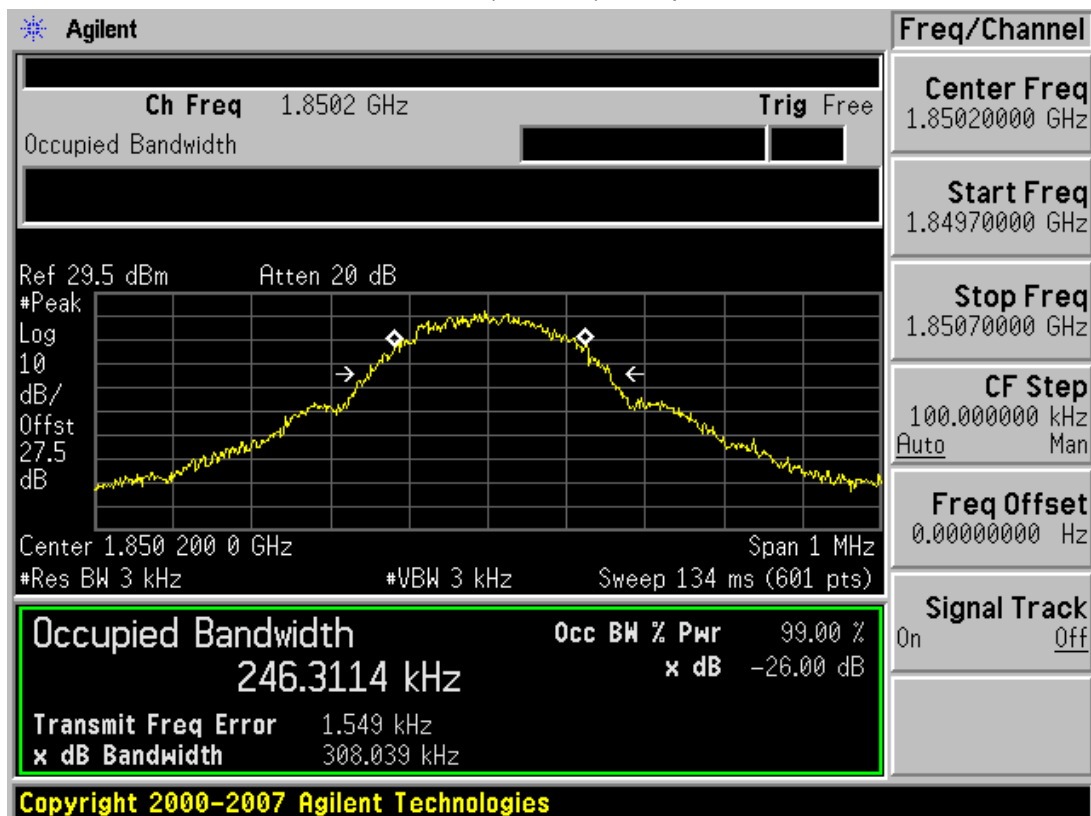 Agilent
Freq/Channel
Ch Freq 1.8502 GHz Trig Free
Occupied Bandwidth
Center Freq
1.85020000 GHz
Start Freq
1.84970000 GHz
Stop Freq
1.85070000 GHz
CF Step
100.000000 kHz
Auto Man
Freq Offset
0.00000000 Hz
Signal Track
On Off
Ref 29.5 dBm Atten 20 dB
#Peak
Log
10
dB/
Offst
27.5
dB
Center 1.850 200 0 GHz Span 1 MHz
#Res BW 3 kHz #VBW 3 kHz Sweep 134 ms (601 pts)
Occupied Bandwidth Occ BW % Pwr 99.00 %
246.3114 kHz x dB -26.00 dB
Transmit Freq Error 1.549 kHz
x dB Bandwidth 308.039 kHz
Copyright 2000-2007 Agilent Technologies